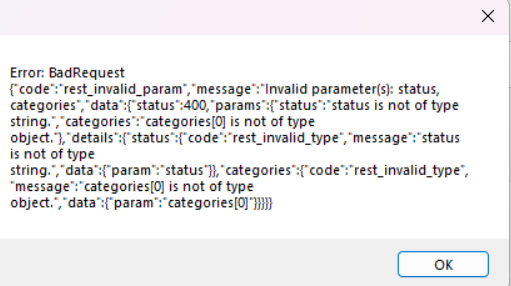 Error: BadRequest
{"code":"rest_invalid_param","message":"Invalid parameter(s): status,
categories","data":{"status":400,"params":{"status":"status is not of type
string.","categories":"categories[0] is not of type
object."},"details":{"status":{"code":"rest_invalid_type","message":"status
is not of type
string.","data":{"param":"status"}},"categories":{"code":"rest_invalid_type",
"message":"categories[0] is not of type
object.","data":{"param":"categories[0]"}}}}}
OK